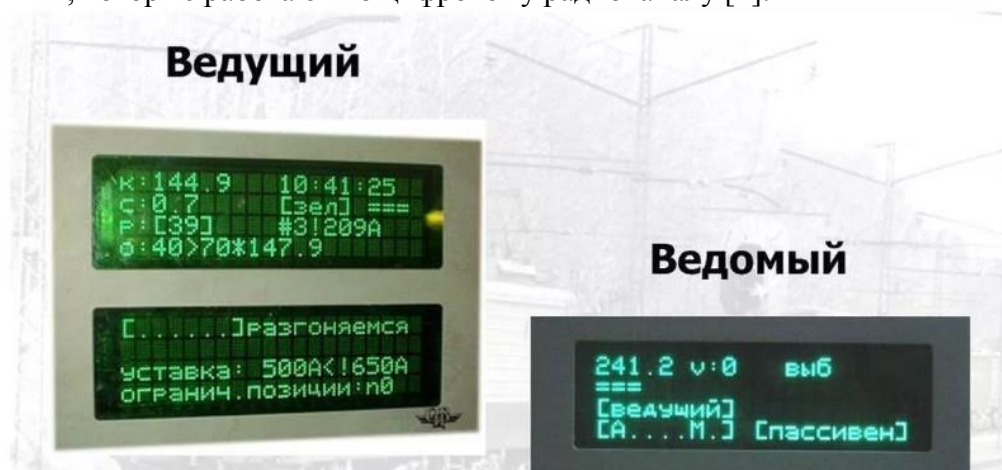 Ведущий
к:144.9 10:41:25
с:0.7 [зел] ===
р:[39] #3!209А
б:40>70*147.9
[......]разгоняемся
уставка: 500А<!650А
огранич.позиции:п0
Ведомый
241.2 v:0 выб
===
[ведущий]
[А....М.] [пассивен]